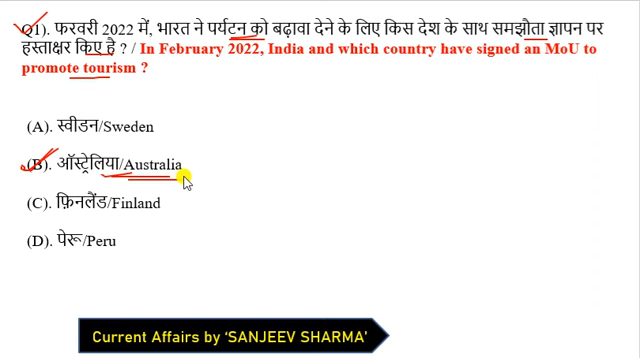 Q1). फरवरी 2022 में, भारत ने पर्यटन को बढ़ावा देने के लिए किस देश के साथ समझौता ज्ञापन पर
हस्ताक्षर किए है ? / In February 2022, India and which country have signed an MoU to
promote tourism ?
(A). स्वीडन/Sweden
(B). ऑस्ट्रेलिया/Australia
(C). फ़िनलैंड/Finland
(D). पेरू/Peru
Current Affairs by ‘SANJEEV SHARMA’